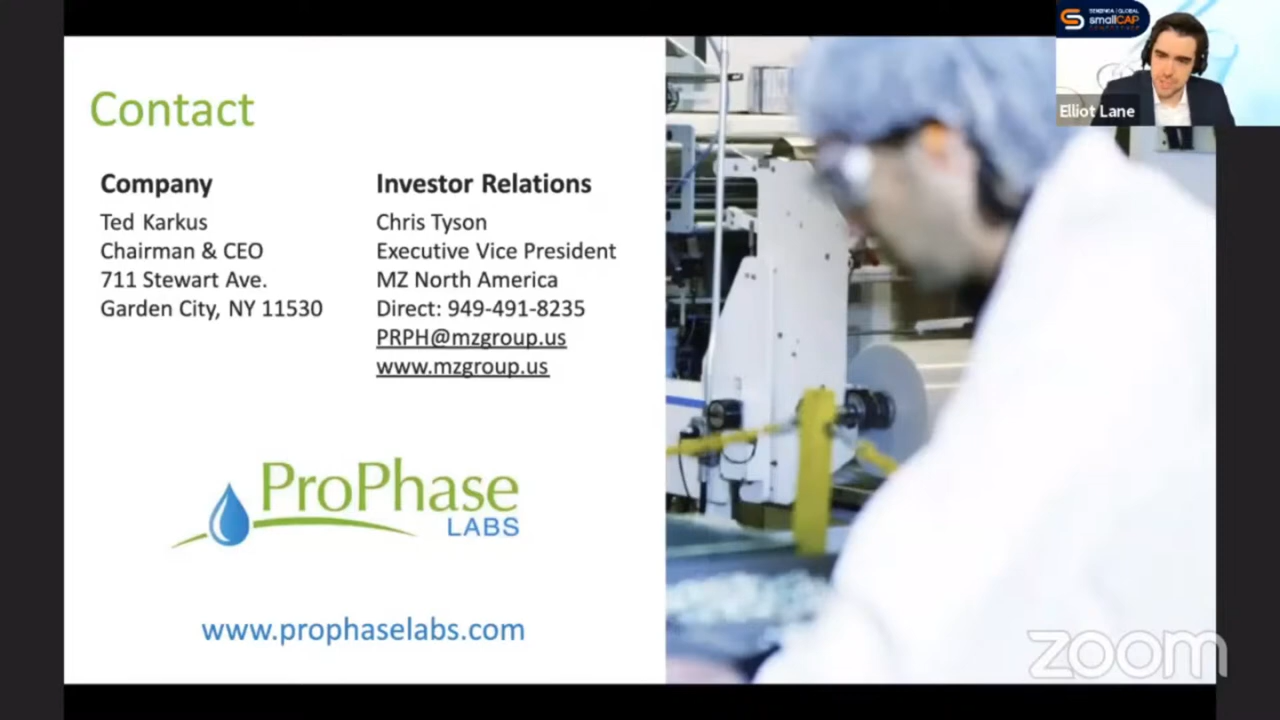 Contact
Company
Ted Karkus
Chairman & CEO
711 Stewart Ave.
Garden City, NY 11530
Investor Relations
Chris Tyson
Executive Vice President
MZ North America
Direct: 949-491-8235
PRPH@mzgroup.us
www.mzgroup.us
ProPhase
LABS
www.prophaselabs.com
GLOBAL
smallCAP
Elliot Lane
zoom